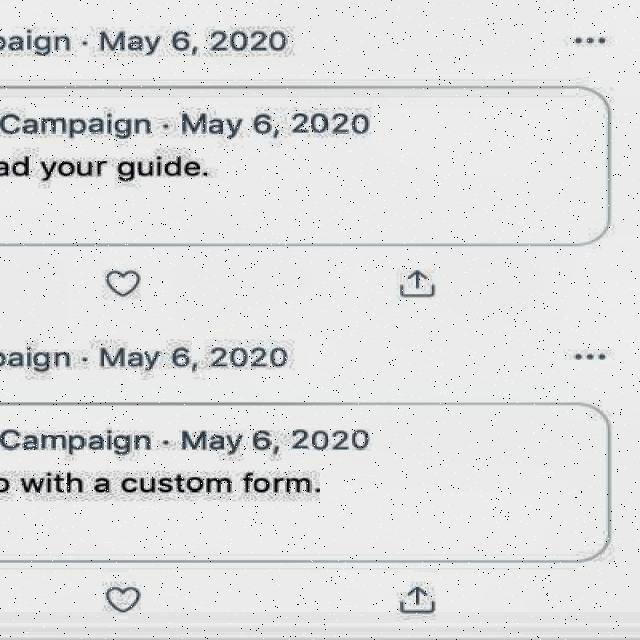 paign · May 6, 2020
Campaign · May 6, 2020
ad your guide.
paign · May 6, 2020
Campaign · May 6, 2020
with a custom form.